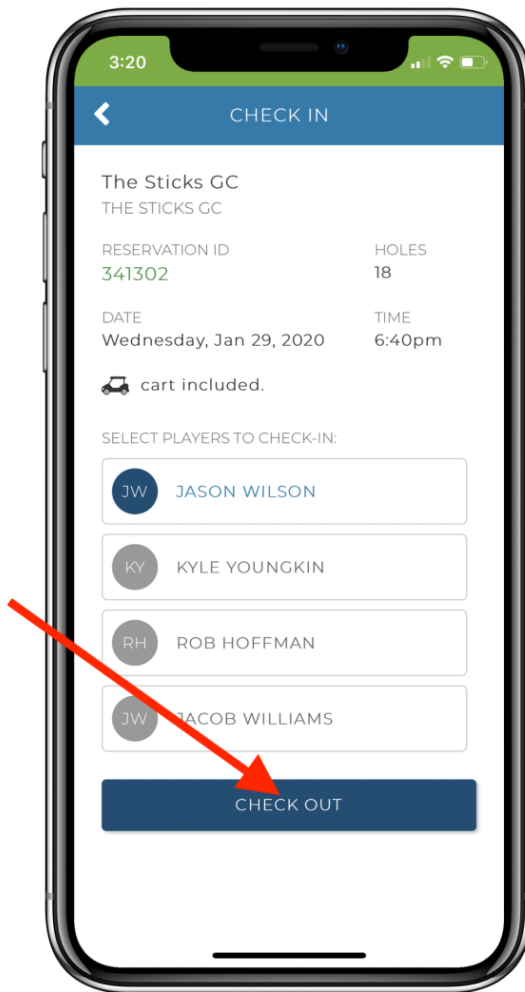 3:20
CHECK IN
The Sticks GC
THE STICKS GC
RESERVATION ID HOLES
341302 18
DATE TIME
Wednesday, Jan 29, 2020 6:40pm
cart included.
SELECT PLAYERS TO CHECK-IN:
JW JASON WILSON
KY KYLE YOUNGKIN
RH ROB HOFFMAN
JW JACOB WILLIAMS
CHECK OUT